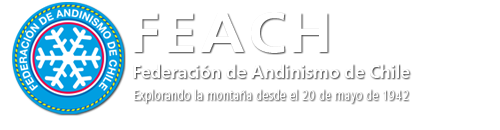 FEDERACIÓN DE ANDINISMO DE CHILE
FEACH
Federación de Andinismo de Chile
Explorando la montaña desde el 20 de mayo de 1942